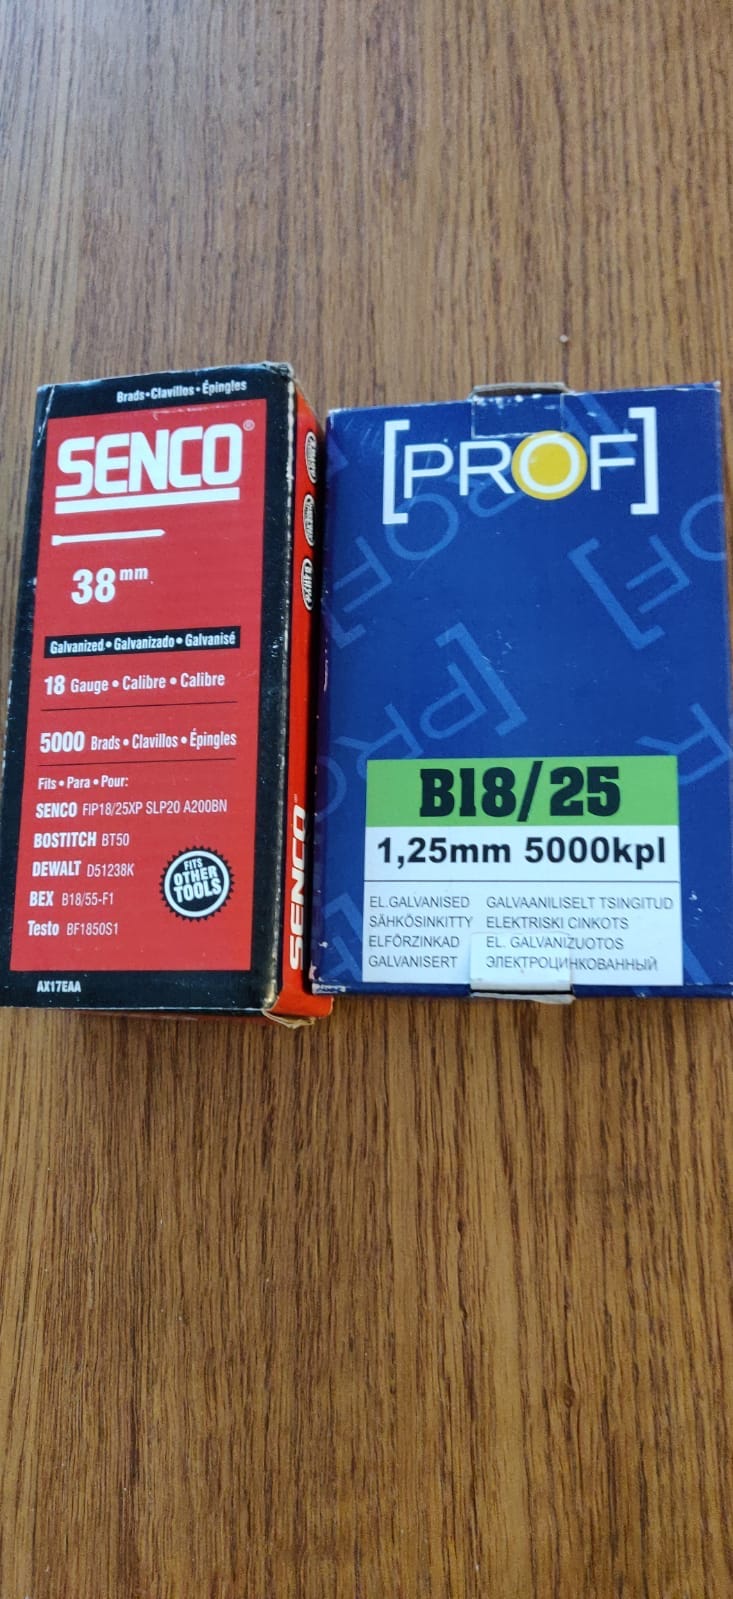 Brads•Clavillos•Épingles
SENCO®
38 mm
Galvanized • Galvanizado • Galvanisé
18 Gauge • Calibre • Calibre
5000 Brads • Clavillos • Épingles
Fits • Para • Pour:
SENCO FIP18/25XP SLP20 A200BN
BOSTITCH BT50
DEWALT D51238K
BEX B18/55-F1
Testo BF1850S1
FITS
OTHER
TOOLS
AX17EAA
SENCO
[PROF]
B18/25
1,25mm 5000kpl
EL.GALVANISED GALVAANILISELT TSINGITUD
SÄHKÖSINKITTY ELEKTRISKI CINKOTS
ELFÖRZINKAD EL. GALVANIZUOTOS
GALVANISERT ЭЛЕКТРОЦИНКОВАННЫЙ